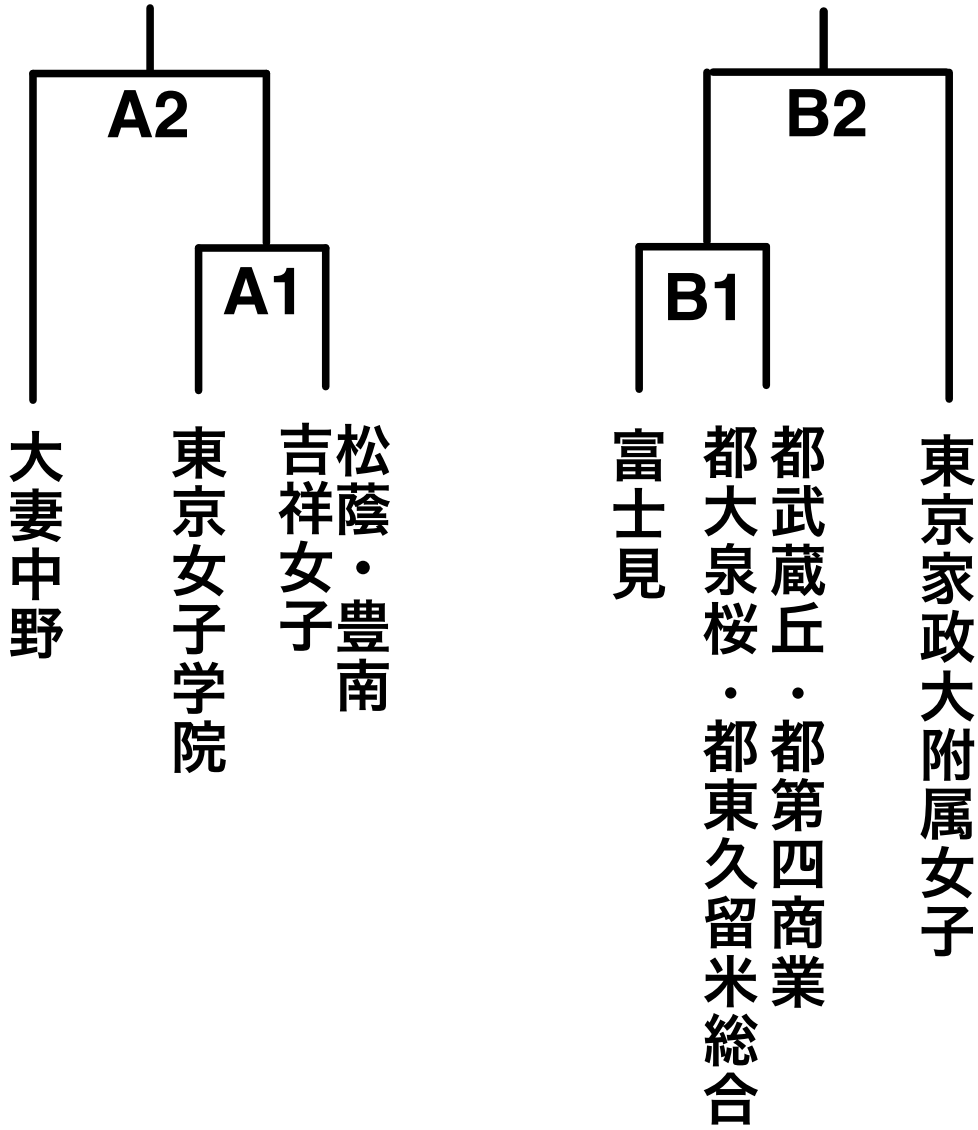 A2
B2
A1
B1
大妻中野
東京女子学院
松蔭・豊南
吉祥女子
富士見
都武蔵丘・都第四商業
都大泉桜・都東久留米総合
東京家政大附属女子